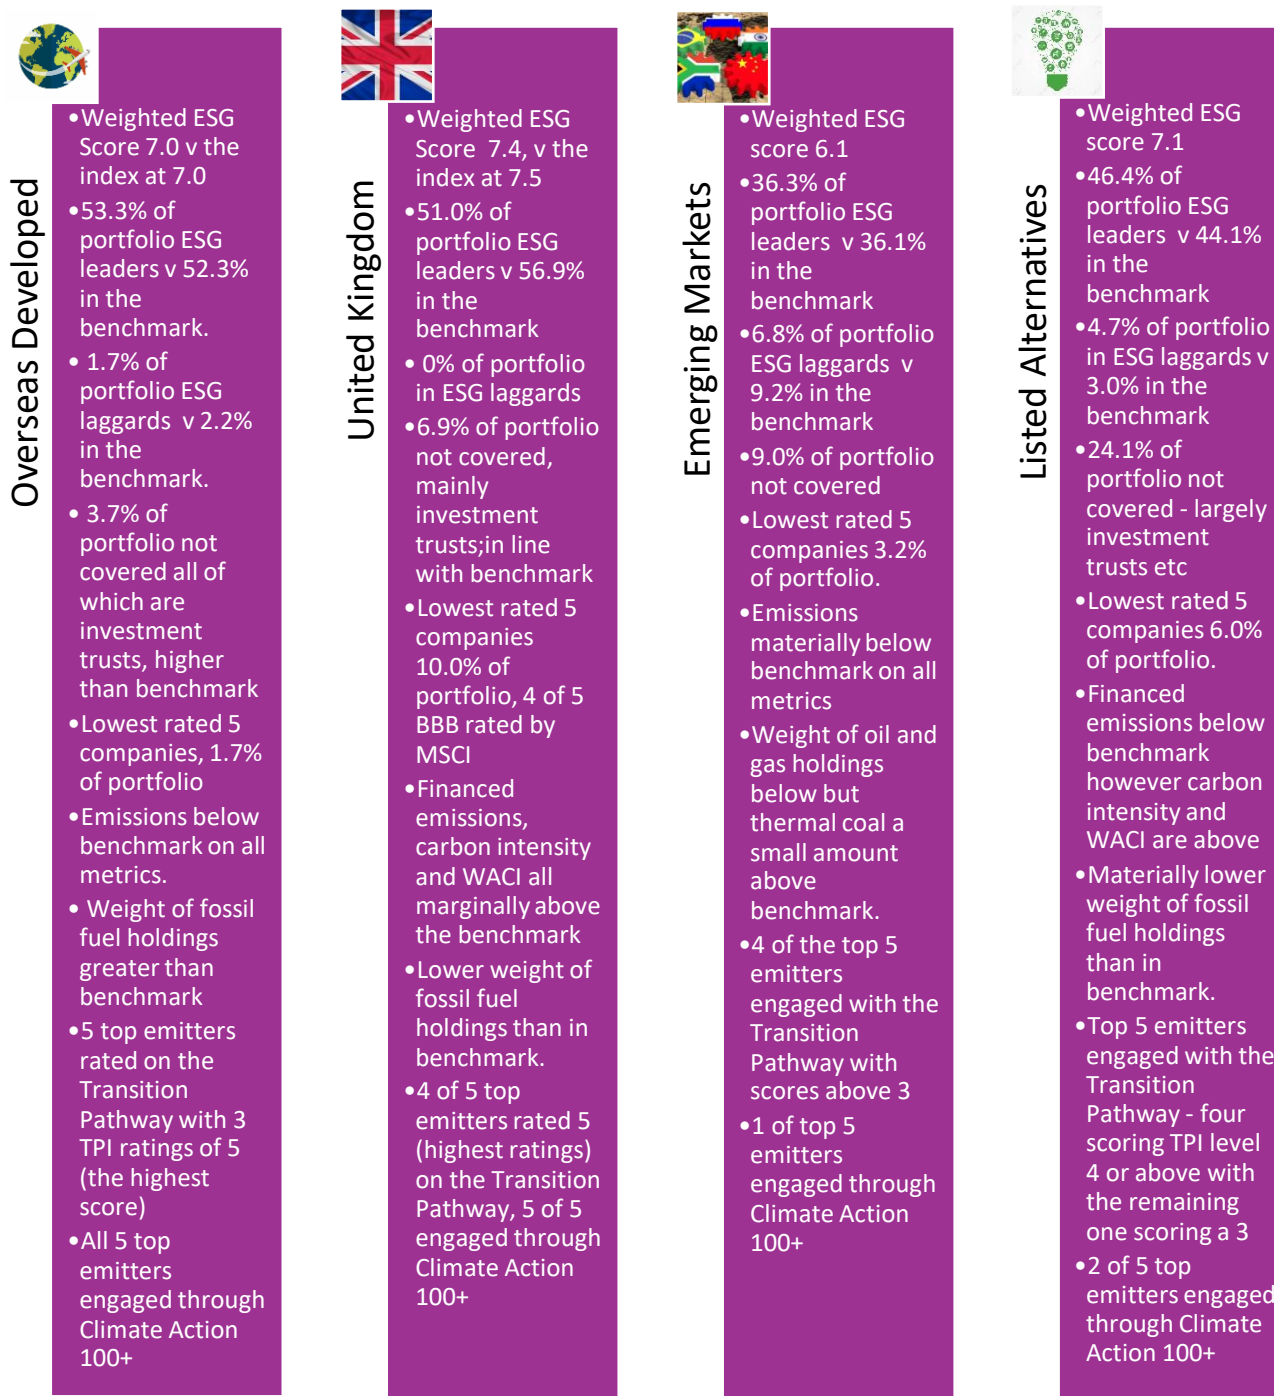 Overseas Developed
•Weighted ESG
Score 7.0 v the
index at 7.0
•53.3% of
portfolio ESG
leaders v 52.3%
in the
benchmark.
• 1.7% of
portfolio ESG
laggards v 2.2%
in the
benchmark.
• 3.7% of
portfolio not
covered all of
which are
investment
trusts, higher
than benchmark
•Lowest rated 5
companies, 1.7%
of portfolio
•Emissions below
benchmark on all
metrics.
• Weight of fossil
fuel holdings
greater than
benchmark
•5 top emitters
rated on the
Transition
Pathway with 3
TPI ratings of 5
(the highest
score)
•All 5 top
emitters
engaged through
Climate Action
100+
United Kingdom
•Weighted ESG
Score 7.4, v the
index at 7.5
•51.0% of
portfolio ESG
leaders v 56.9%
in the
benchmark
• 0% of portfolio
in ESG laggards
•6.9% of portfolio
not covered,
mainly
investment
trusts;in line
with benchmark
•Lowest rated 5
companies
10.0% of
portfolio, 4 of 5
BBB rated by
MSCI
•Financed
emissions,
carbon intensity
and WACI all
marginally above
the benchmark
•Lower weight of
fossil fuel
holdings than in
benchmark.
•4 of 5 top
emitters rated 5
(highest ratings)
on the Transition
Pathway, 5 of 5
engaged through
Climate Action
100+
Emerging Markets
•Weighted ESG
score 6.1
•36.3% of
portfolio ESG
leaders v 36.1%
in the
benchmark
•6.8% of portfolio
ESG laggards v
9.2% in the
benchmark
•9.0% of portfolio
not covered
•Lowest rated 5
companies 3.2%
of portfolio.
•Emissions
materially below
benchmark on all
metrics
•Weight of oil and
gas holdings
below but
thermal coal a
small amount
above
benchmark.
•4 of the top 5
emitters
engaged with the
Transition
Pathway with
scores above 3
•1 of top 5
emitters
engaged through
Climate Action
100+
Listed Alternatives
•Weighted ESG
score 7.1
•46.4% of
portfolio ESG
leaders v 44.1%
in the
benchmark
•4.7% of portfolio
in ESG laggards v
3.0% in the
benchmark
•24.1% of
portfolio not
covered - largely
investment
trusts etc
•Lowest rated 5
companies 6.0%
of portfolio.
•Financed
emissions below
benchmark
however carbon
intensity and
WACI are above
•Materially lower
weight of fossil
fuel holdings
than in
benchmark.
•Top 5 emitters
engaged with the
Transition
Pathway - four
scoring TPI level
4 or above with
the remaining
one scoring a 3
•2 of 5 top
emitters engaged
through Climate
Action 100+